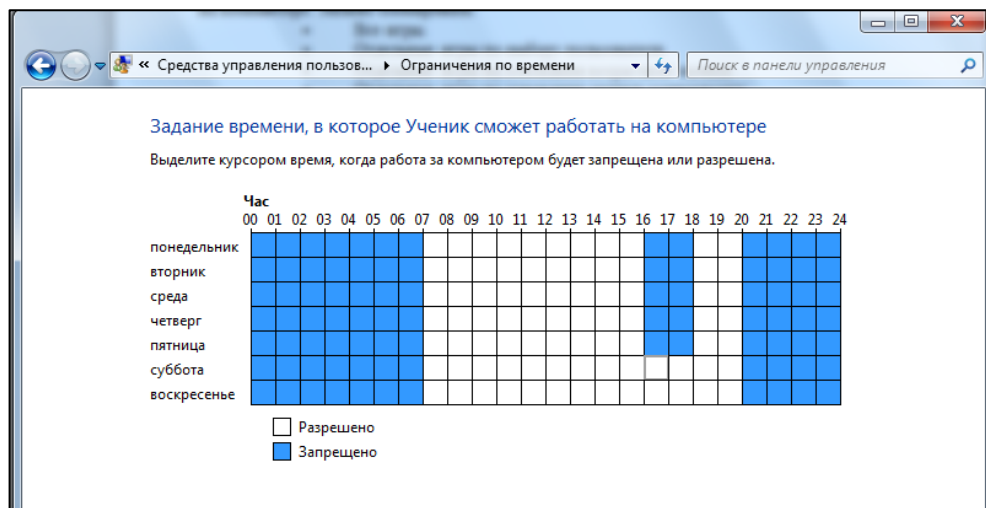 Все игры
« Средства управления пользов... Ограничения по времени Поиск в панели управления
Задание времени, в которое Ученик сможет работать на компьютере
Выделите курсором время, когда работа за компьютером будет запрещена или разрешена.
Час
00 01 02 03 04 05 06 07 08 09 10 11 12 13 14 15 16 17 18 19 20 21 22 23 24
понедельник
вторник
среда
четверг
пятница
суббота
воскресенье
Разрешено
Запрещено